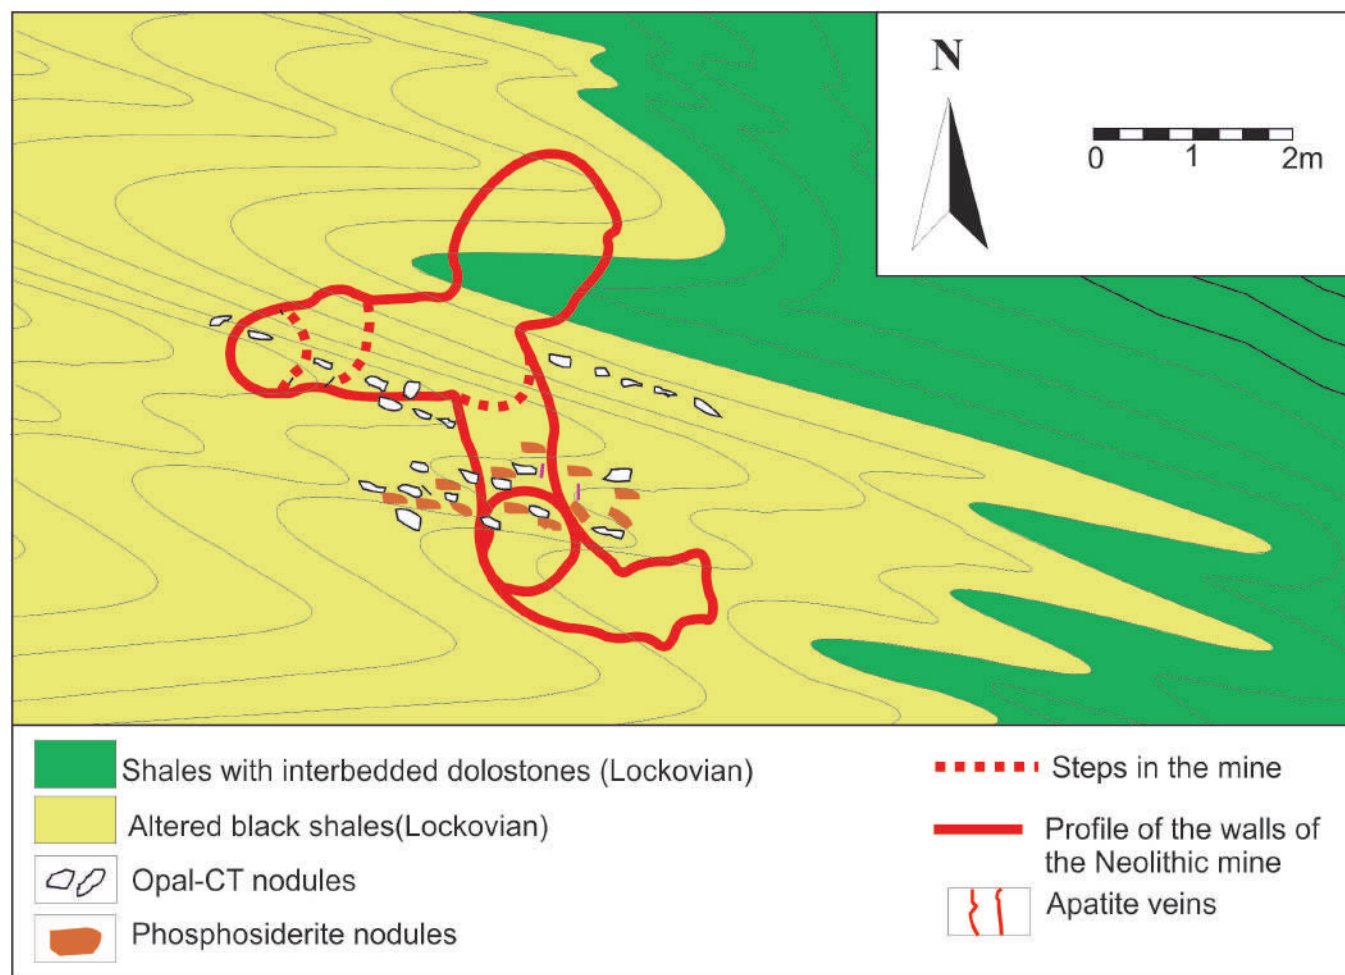 N
0 1 2m
Shales with interbedded dolostones (Lockovian)
Altered black shales(Lockovian)
Opal-CT nodules
Phosphosiderite nodules
Steps in the mine
Profile of the walls of
the Neolithic mine
Apatite veins